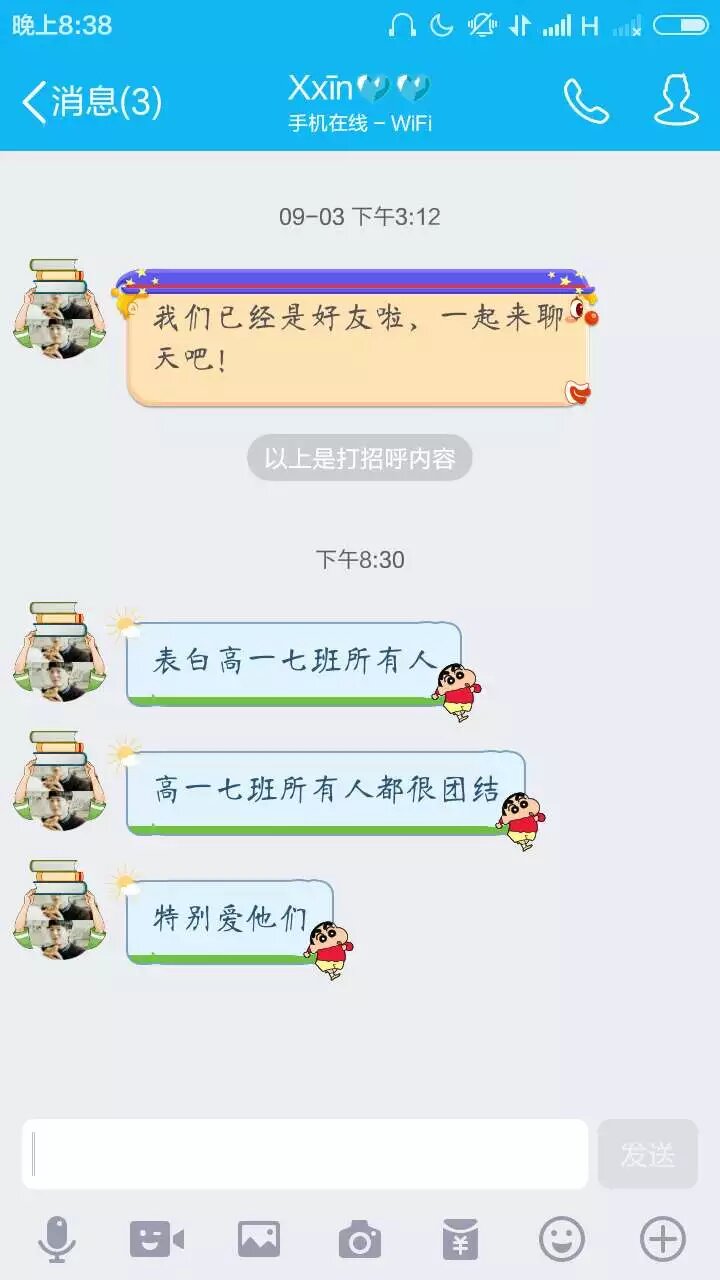 晚上8:38
H
消息(3)
Xxīn
手机在线 – WiFi
09-03 下午3:12
我们已经是好友啦，一起来聊
天吧！
以上是打招呼内容
下午8:30
表白高一七班所有人
高一七班所有人都很团结
特别爱他们
发送